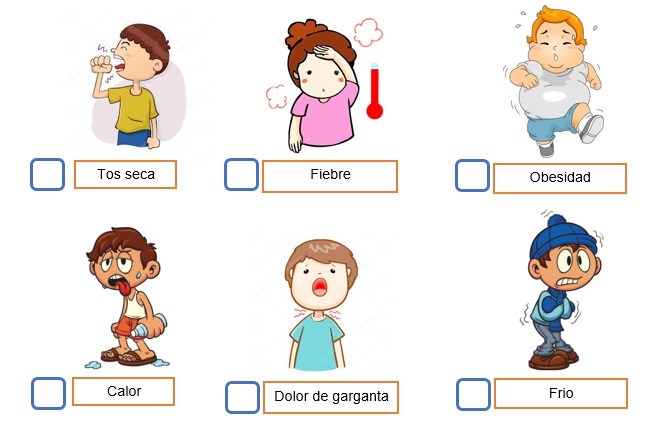 Tos seca
Fiebre
Obesidad
Calor
Dolor de garganta
Frio